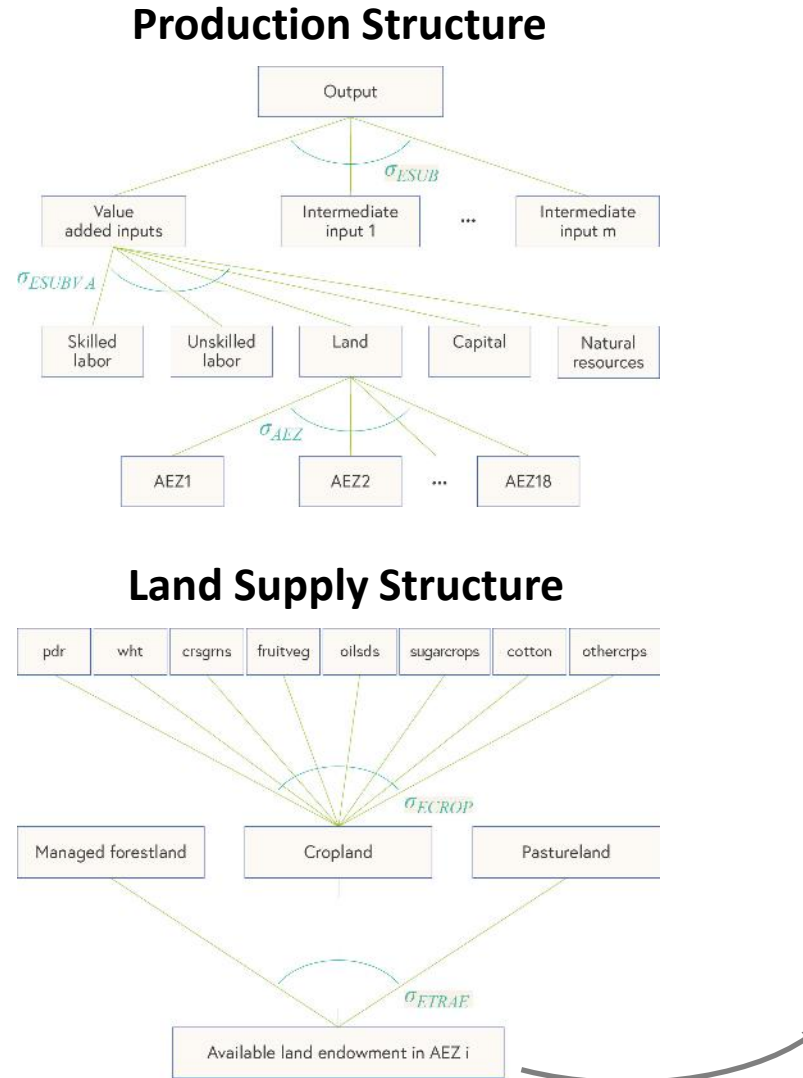 Production Structure
Output
σESUB
Value
added inputs
Intermediate
input 1
...
Intermediate
input m
σESUBVA
Skilled
labor
Unskilled
labor
Land
Capital
Natural
resources
σAEZ
AEZ1
AEZ2
...
AEZ18
Land Supply Structure
pdr
wht
crsgrns
fruitveg
oilsds
sugarcrops
cotton
othercrps
σECROP
Managed forestland
Cropland
Pastureland
σETRAE
Available land endowment in AEZ i